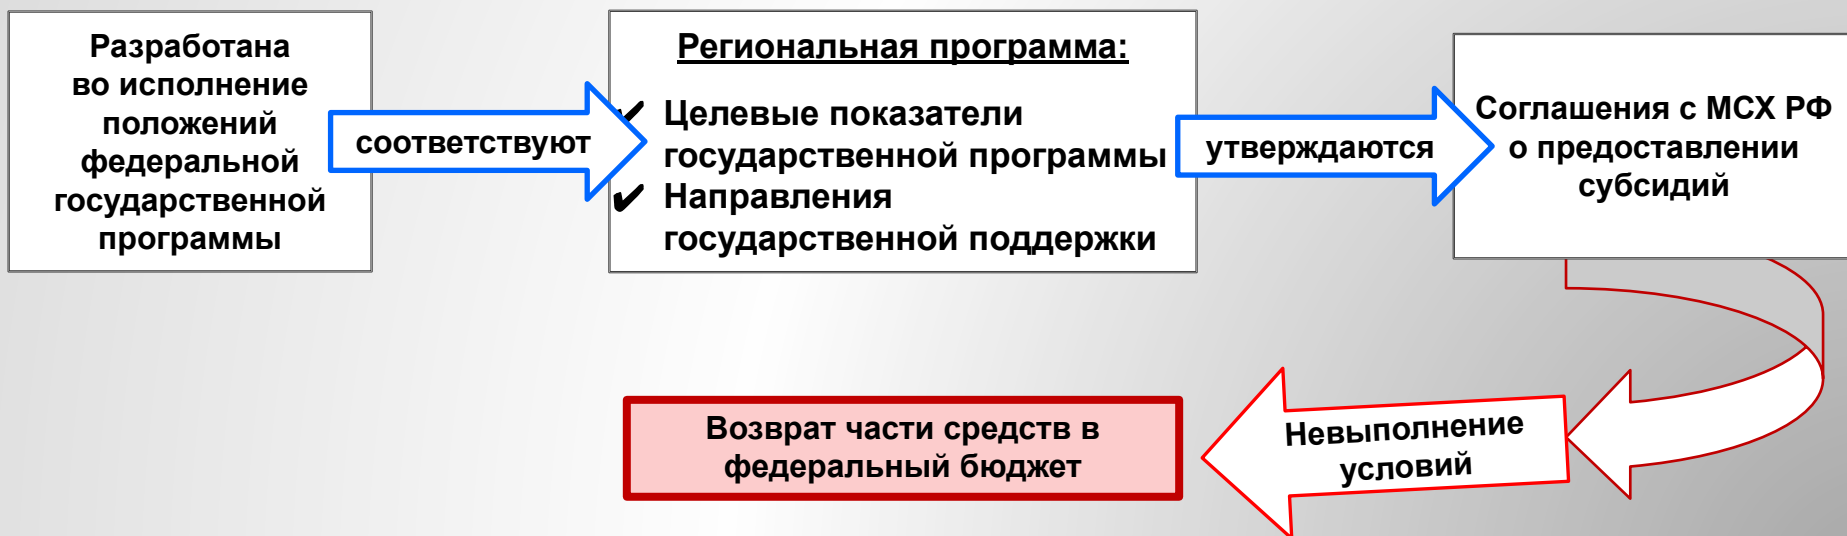 Разработана
во исполнение
положений
федеральной
государственной
программы
соответствуют
Региональная программа:
✔ Целевые показатели
государственной программы
✔ Направления
государственной поддержки
утверждаются
Соглашения с МСХ РФ
о предоставлении
субсидий
Невыполнение
условий
Возврат части средств в
федеральный бюджет